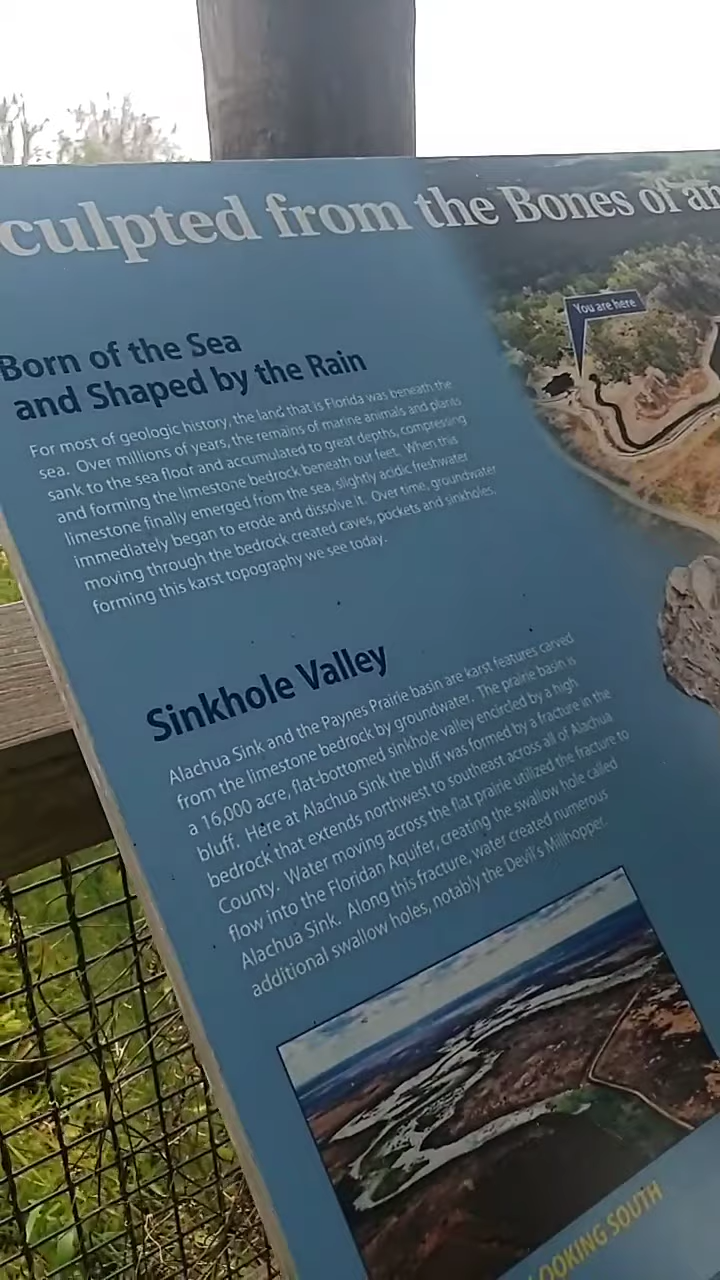 culpted from the Bones of an
You are here
Born of the Sea
and Shaped by the Rain
For most of geologic history, the land that is Florida was beneath the
sea. Over millions of years, the remains of marine animals and plants
sank to the sea floor and accumulated to great depths, compressing
and forming the limestone bedrock beneath our feet. When this
limestone finally emerged from the sea, slightly acidic freshwater
immediately began to erode and dissolve it. Over time, groundwater
moving through the bedrock created caves, pockets and sinkholes,
forming this karst topography we see today.
Sinkhole Valley
Alachua Sink and the Paynes Prairie basin are karst features carved
from the limestone bedrock by groundwater. The prairie basin is
a 16,000 acre, flat-bottomed sinkhole valley encircled by a high
bluff. Here at Alachua Sink the bluff was formed by a fracture in the
bedrock that extends northwest to southeast across all of Alachua
County. Water moving across the flat prairie utilized the fracture to
flow into the Floridan Aquifer, creating the swallow hole called
Alachua Sink. Along this fracture, water created numerous
additional swallow holes, notably the Devil's Millhopper.
LOOKING SOUTH